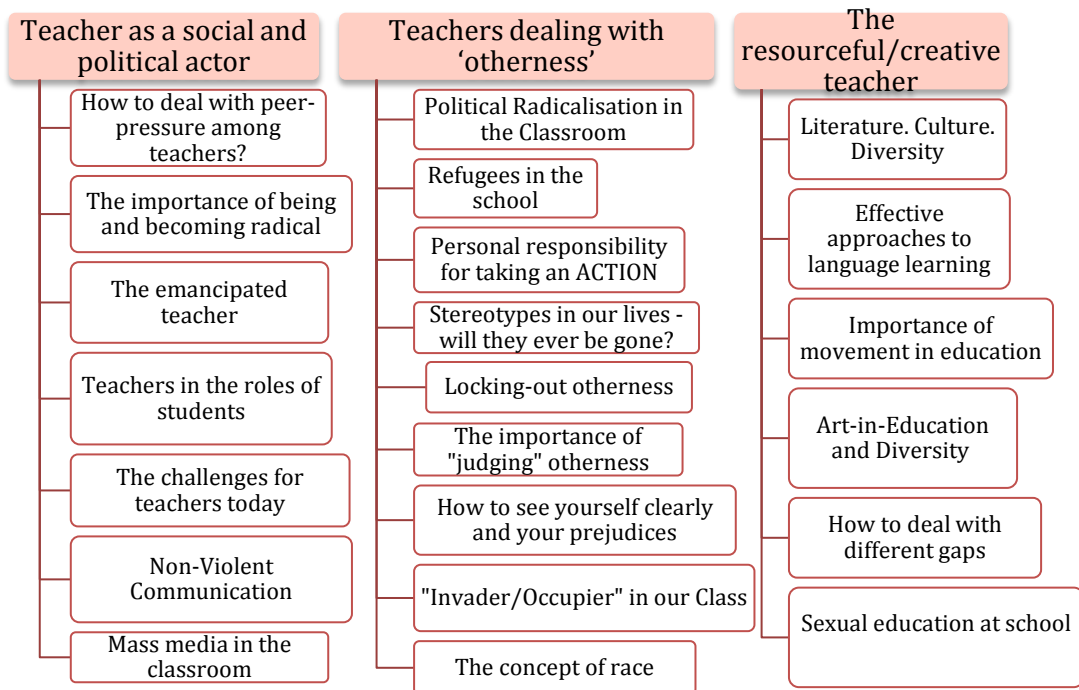 Teacher as a social and
political actor
How to deal with peer-
pressure among
teachers?
The importance of being
and becoming radical
The emancipated
teacher
Teachers in the roles of
students
The challenges for
teachers today
Non-Violent
Communication
Mass media in the
classroom
Teachers dealing with
‘otherness’
Political Radicalisation in
the Classroom
Refugees in the
school
Personal responsibility
for taking an ACTION
Stereotypes in our lives -
will they ever be gone?
Locking-out otherness
The importance of
"judging" otherness
How to see yourself clearly
and your prejudices
"Invader/Occupier" in our Class
The concept of race
The
resourceful/creative
teacher
Literature. Culture.
Diversity
Effective
approaches to
language learning
Importance of
movement in education
Art-in-Education
and Diversity
How to deal with
different gaps
Sexual education at school